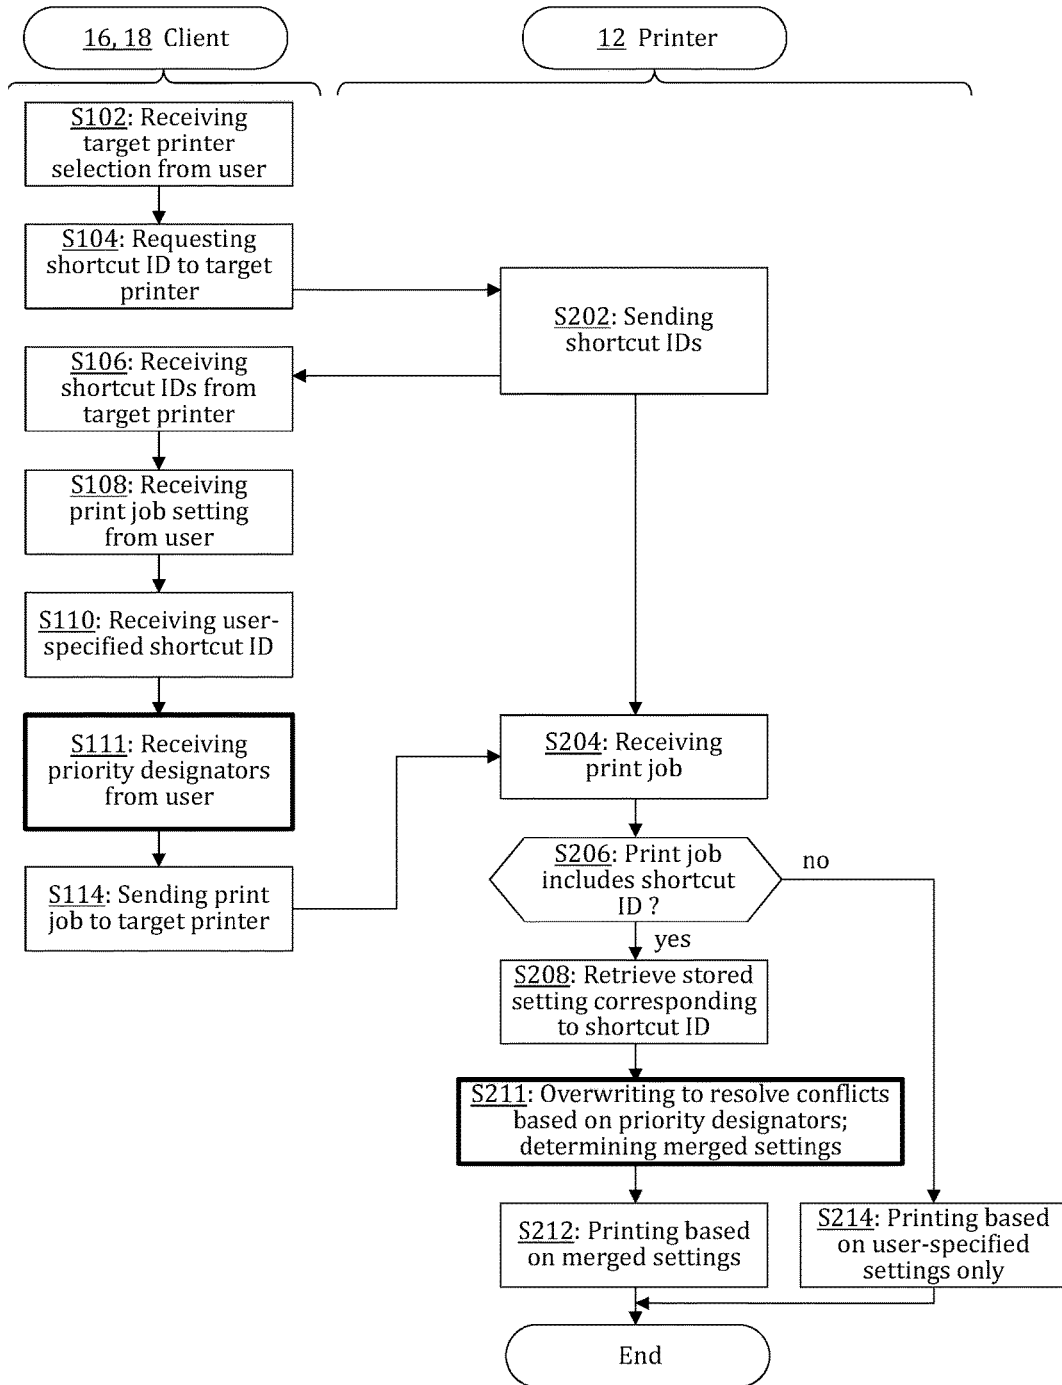 16, 18 Client
12 Printer
S102: Receiving
target printer
selection from user
S104: Requesting
shortcut ID to target
printer
S202: Sending
shortcut IDs
S106: Receiving
shortcut IDs from
target printer
S108: Receiving
print job setting
from user
S110: Receiving user-
specified shortcut ID
S111: Receiving
priority designators
from user
S114: Sending print
job to target printer
S204: Receiving
print job
S206: Print job
includes shortcut
ID ?
no
yes
S208: Retrieve stored
setting corresponding
to shortcut ID
S211: Overwriting to resolve conflicts
based on priority designators;
determining merged settings
S212: Printing based
on merged settings
S214: Printing based
on user-specified
settings only
End